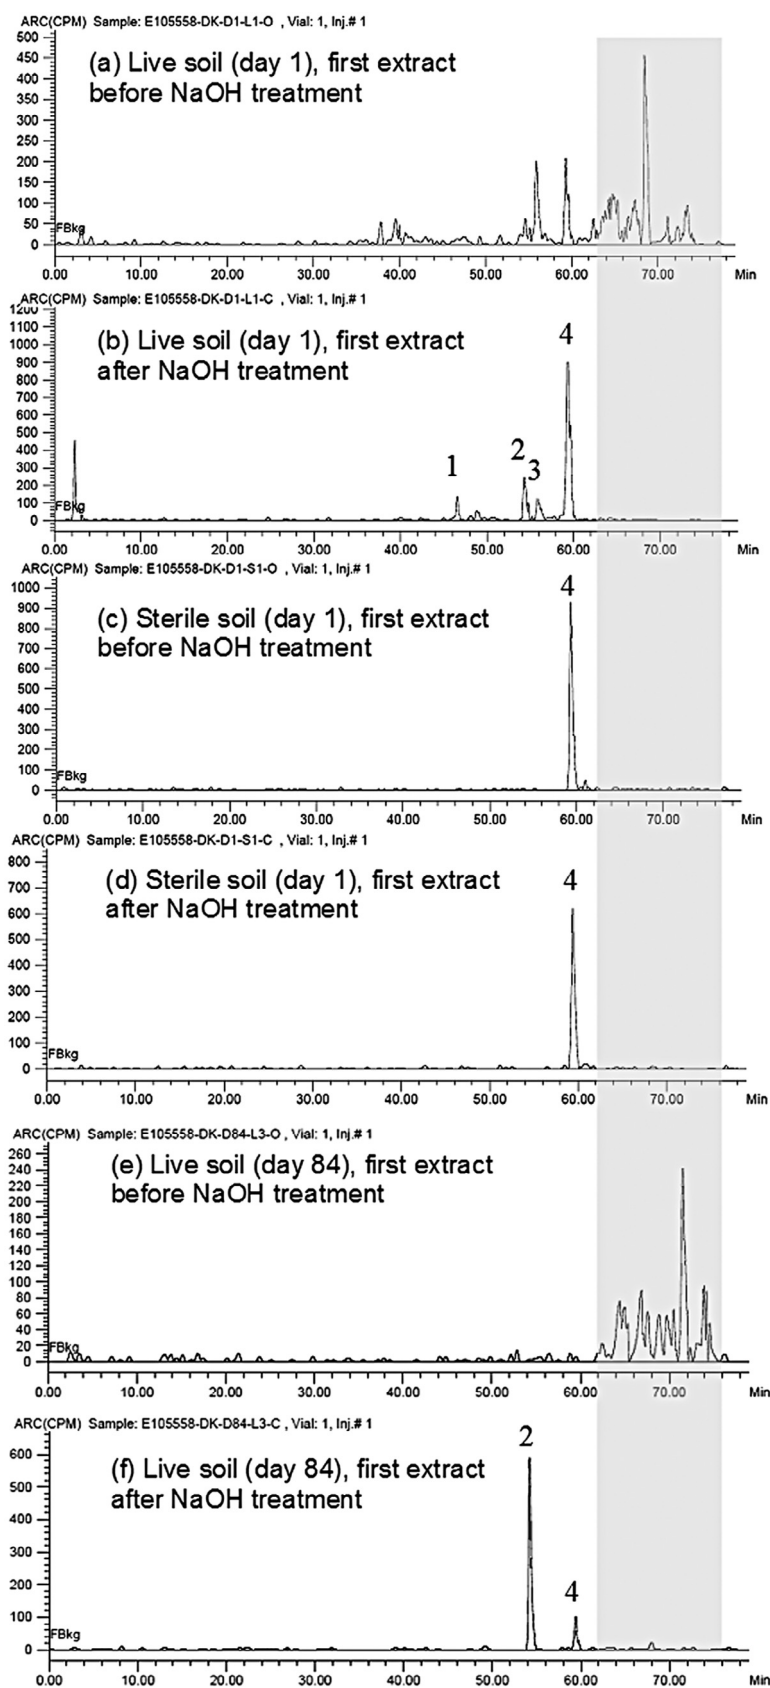 ARC(CPM) Sample: E105558-DK-D1-L1-O , Vial: 1, Inj.# 1
500
(a) Live soil (day 1), first extract
450
before NaOH treatment
400
350
300
250
200
150
100
50
FBkg
0
0.00 10.00 20.00 30.00 40.00 50.00 60.00 70.00 Min
ARC(CPM) Sample: E105558-DK-D1-L1-C , Vial: 1, Inj.# 1
1200
1100
(b) Live soil (day 1), first extract
4
1000
after NaOH treatment
900
800
700
600
500
400
2
300
1
3
200
100
FBkg
0
0.00 10.00 20.00 30.00 40.00 50.00 60.00 70.00 Min
ARC(CPM) Sample: E105558-DK-D1-S1-O , Vial: 1, Inj.# 1
4
1000
900
(c) Sterile soil (day 1), first extract
800
before NaOH treatment
700
600
500
400
300
200
100
FBkg
0
0.00 10.00 20.00 30.00 40.00 50.00 60.00 70.00 Min
ARC(CPM) Sample: E105558-DK-D1-S1-C , Vial: 1, Inj.# 1
800
(d) Sterile soil (day 1), first extract
4
700
after NaOH treatment
600
500
400
300
200
100
FBkg
0
0.00 10.00 20.00 30.00 40.00 50.00 60.00 70.00 Min
ARC(CPM) Sample: E105558-DK-D84-L3-O , Vial: 1, Inj.# 1
260
(e) Live soil (day 84), first extract
240
before NaOH treatment
220
200
180
160
140
120
100
80
60
40
20
FBkg
0
0.00 10.00 20.00 30.00 40.00 50.00 60.00 70.00 Min
ARC(CPM) Sample: E105558-DK-D84-L3-C , Vial: 1, Inj.# 1
2
600
(f) Live soil (day 84), first extract
500
after NaOH treatment
400
300
200
4
100
FBkg
0
0.00 10.00 20.00 30.00 40.00 50.00 60.00 70.00 Min